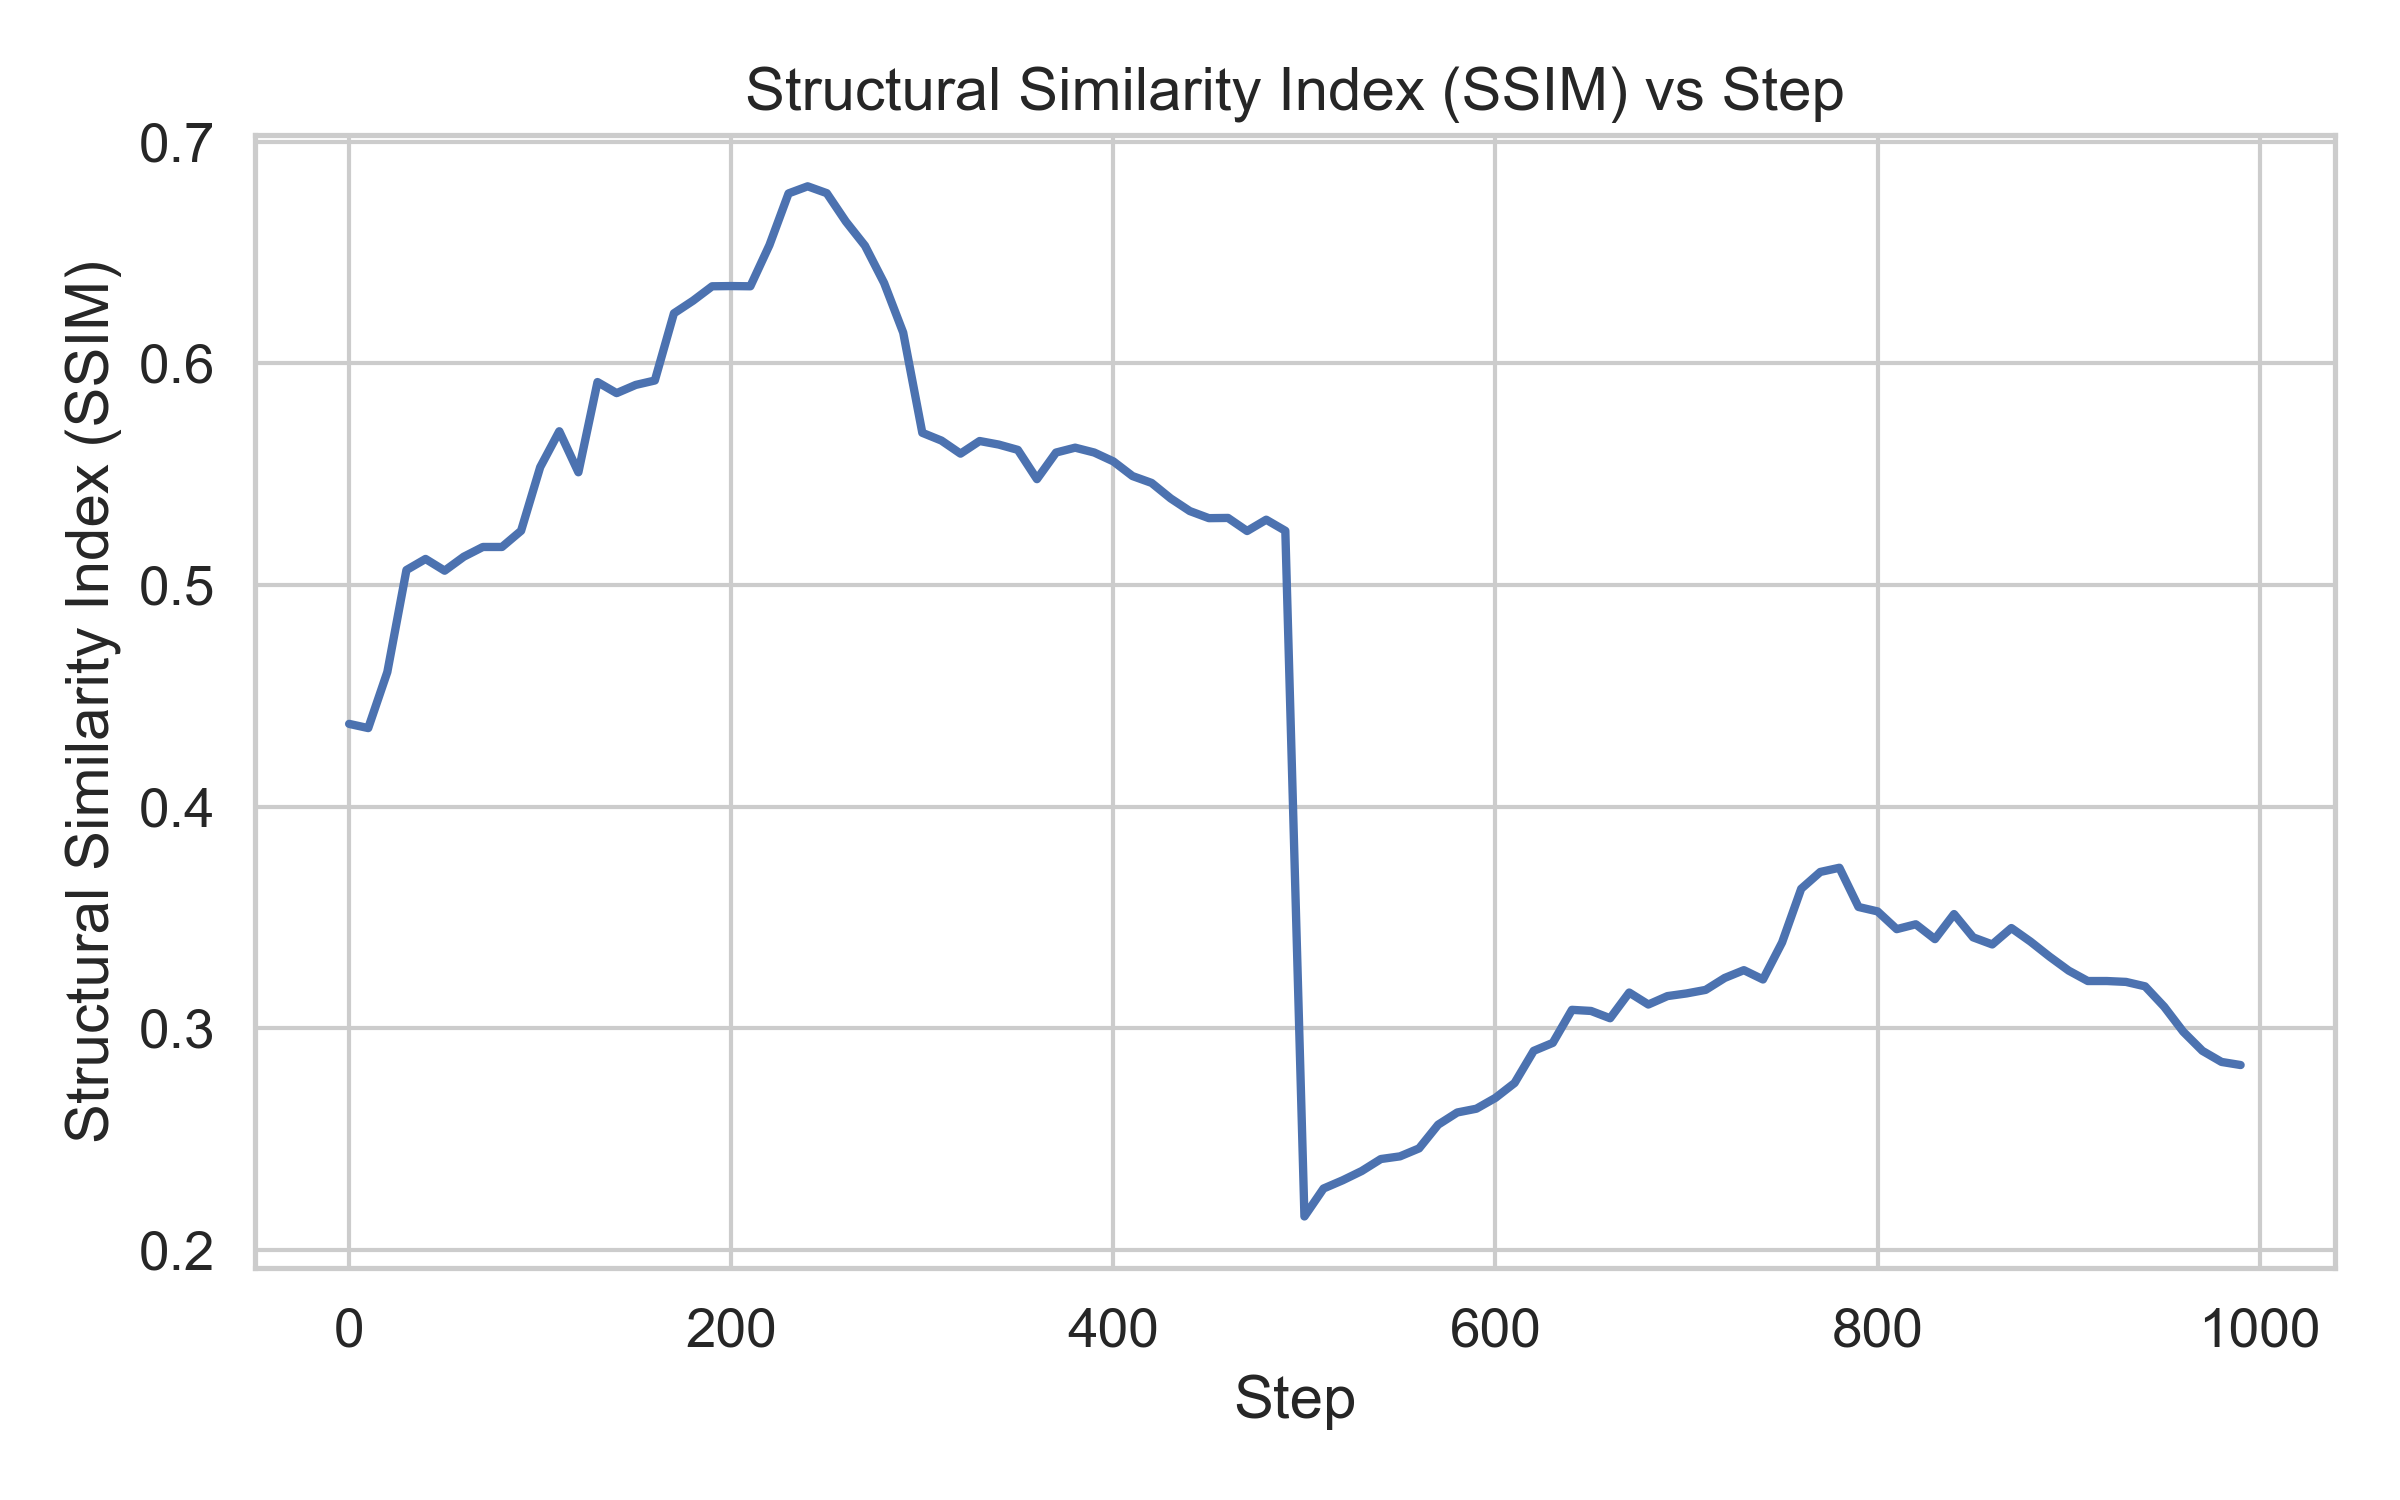 Structural Similarity Index (SSIM) vs Step
Structural Similarity Index (SSIM)
0.7
0.6
0.5
0.4
0.3
0.2
0 200 400 600 800 1000
Step